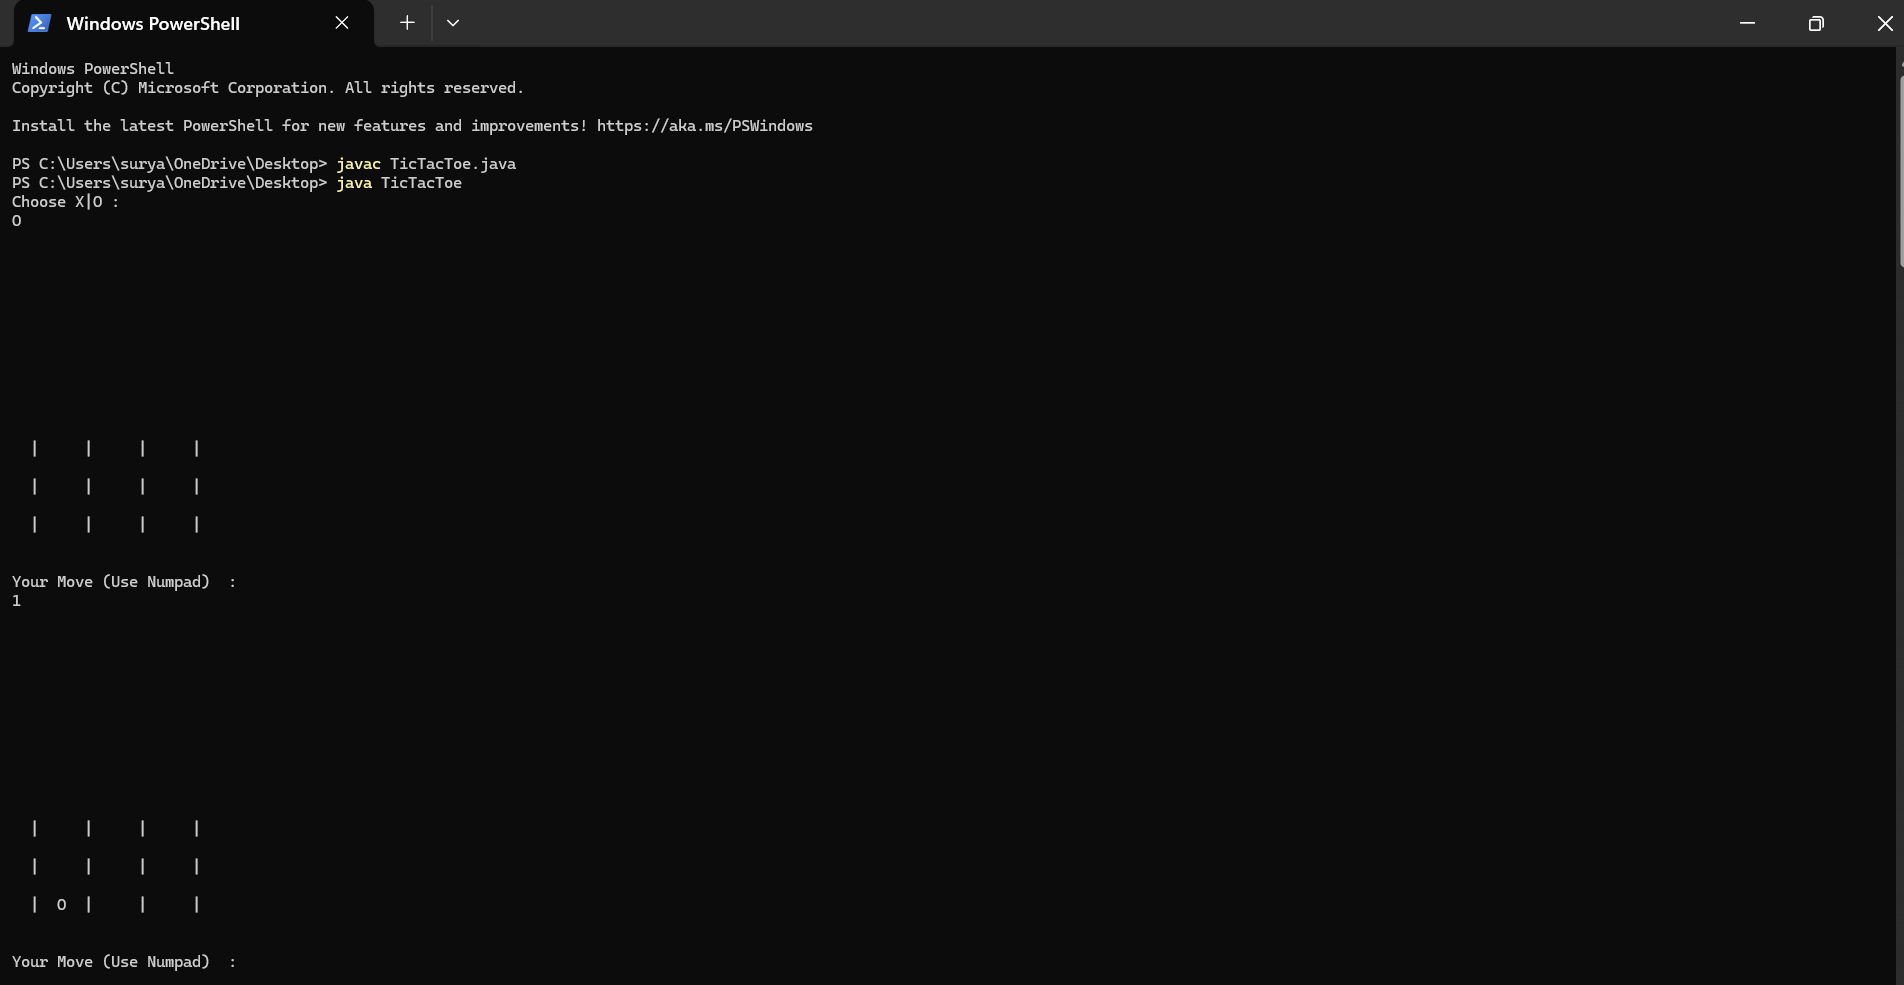 Windows PowerShell
Windows PowerShell
Copyright (C) Microsoft Corporation. All rights reserved.
Install the latest PowerShell for new features and improvements! https://aka.ms/PSWindows
PS C:\Users\surya\OneDrive\Desktop> javac TicTacToe.java
PS C:\Users\surya\OneDrive\Desktop> java TicTacToe
Choose X|O :
O
|     |     |     |
|     |     |     |
|     |     |     |
Your Move (Use Numpad)  :
1
|     |     |     |
|     |     |     |
|  O  |     |     |
Your Move (Use Numpad)  :